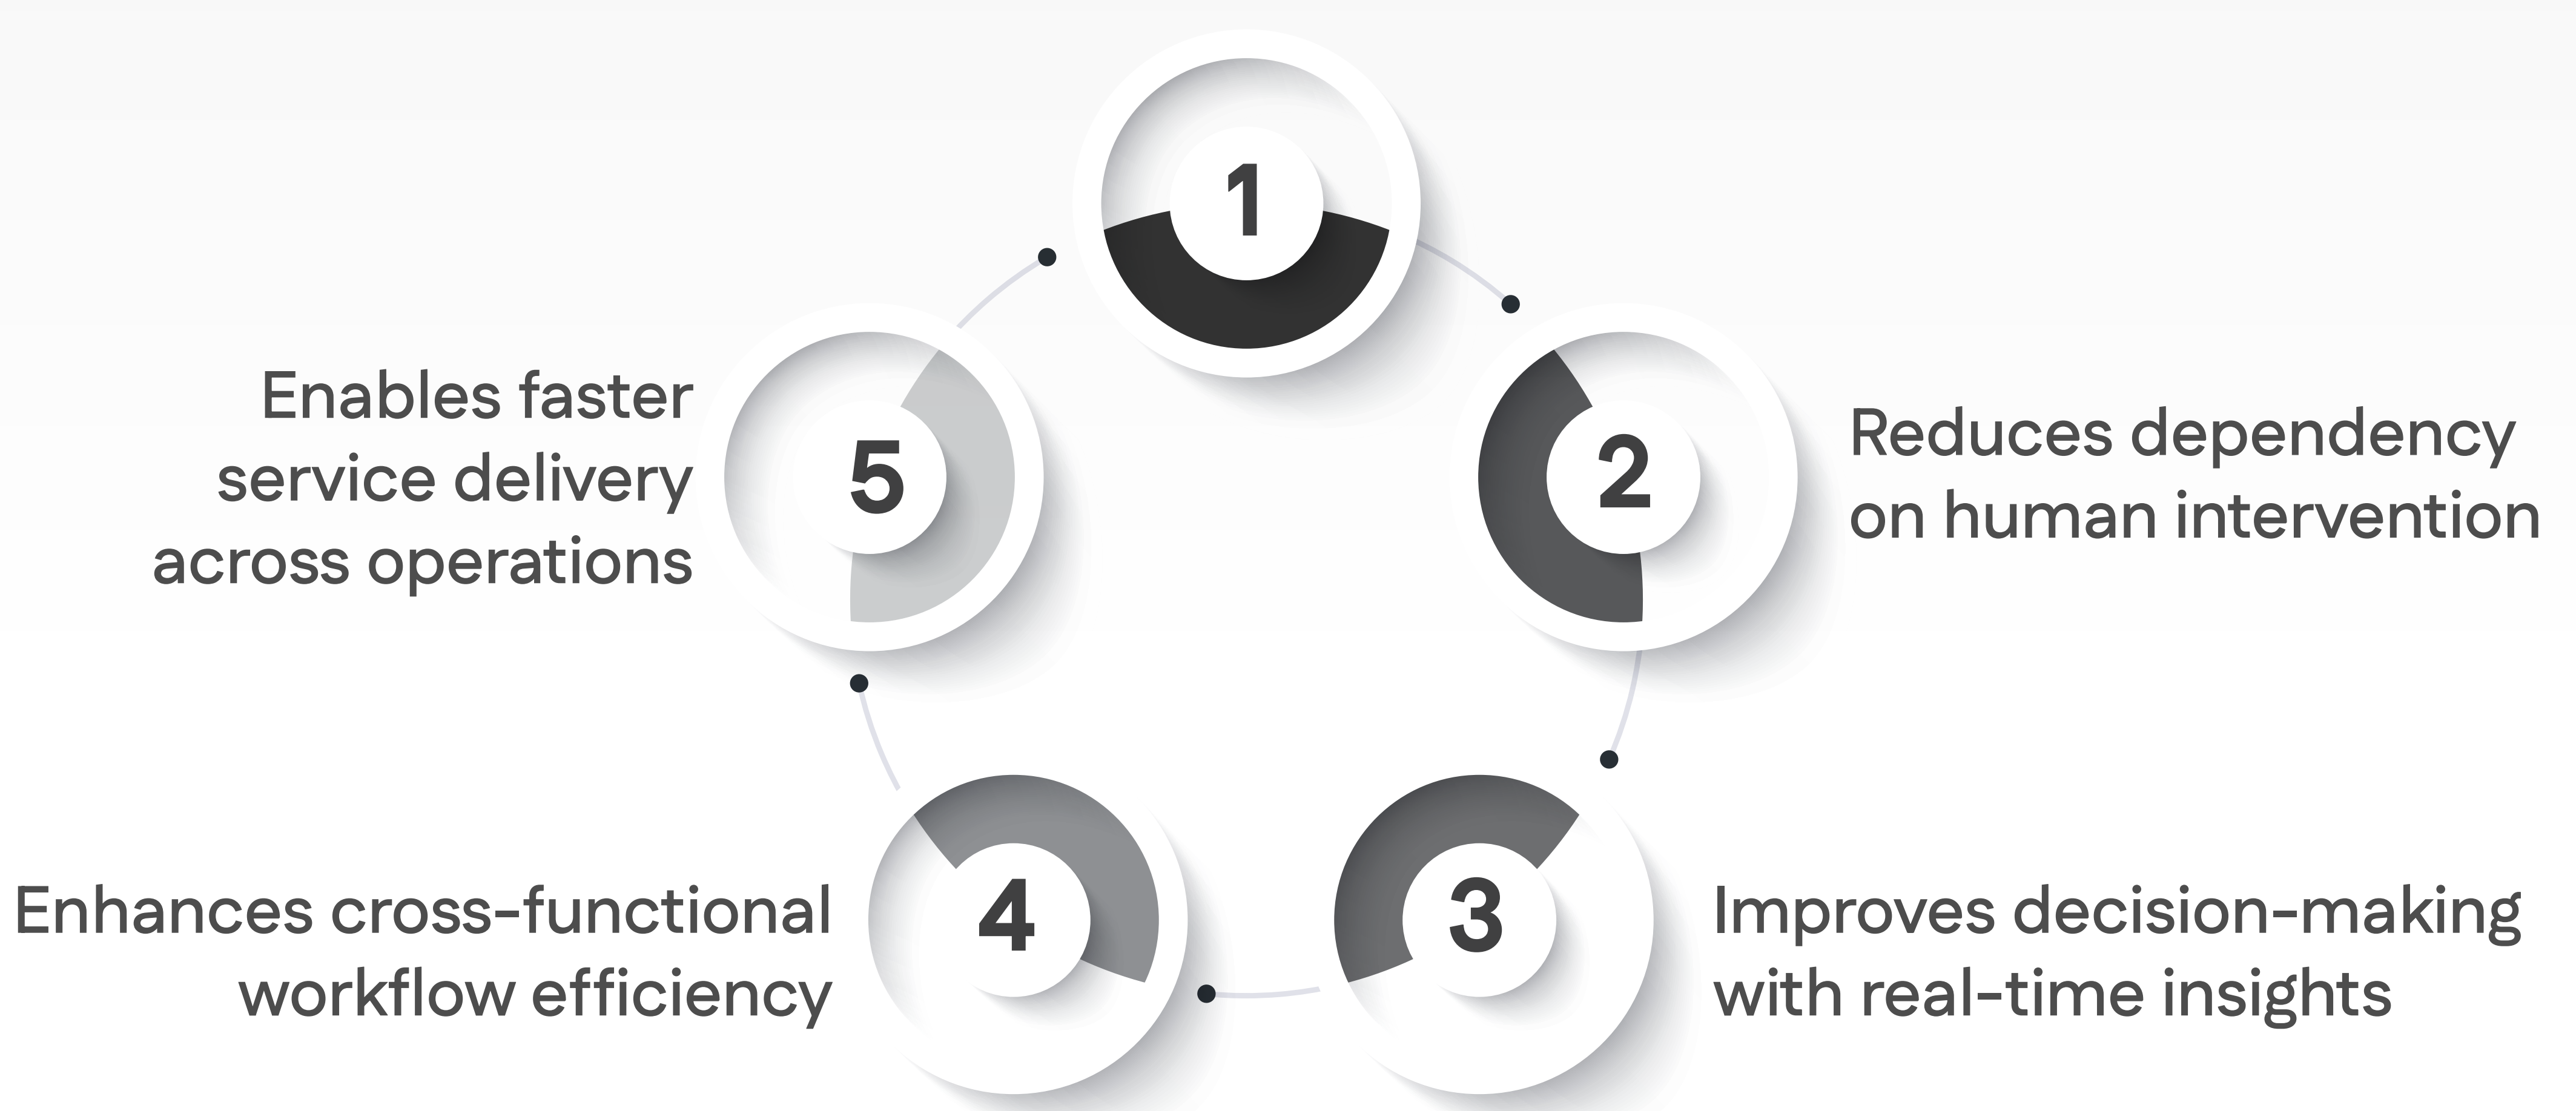 1
2
Reduces dependency
on human intervention
3
Improves decision-making
with real-time insights
4
Enhances cross-functional
workflow efficiency
5
Enables faster
service delivery
across operations